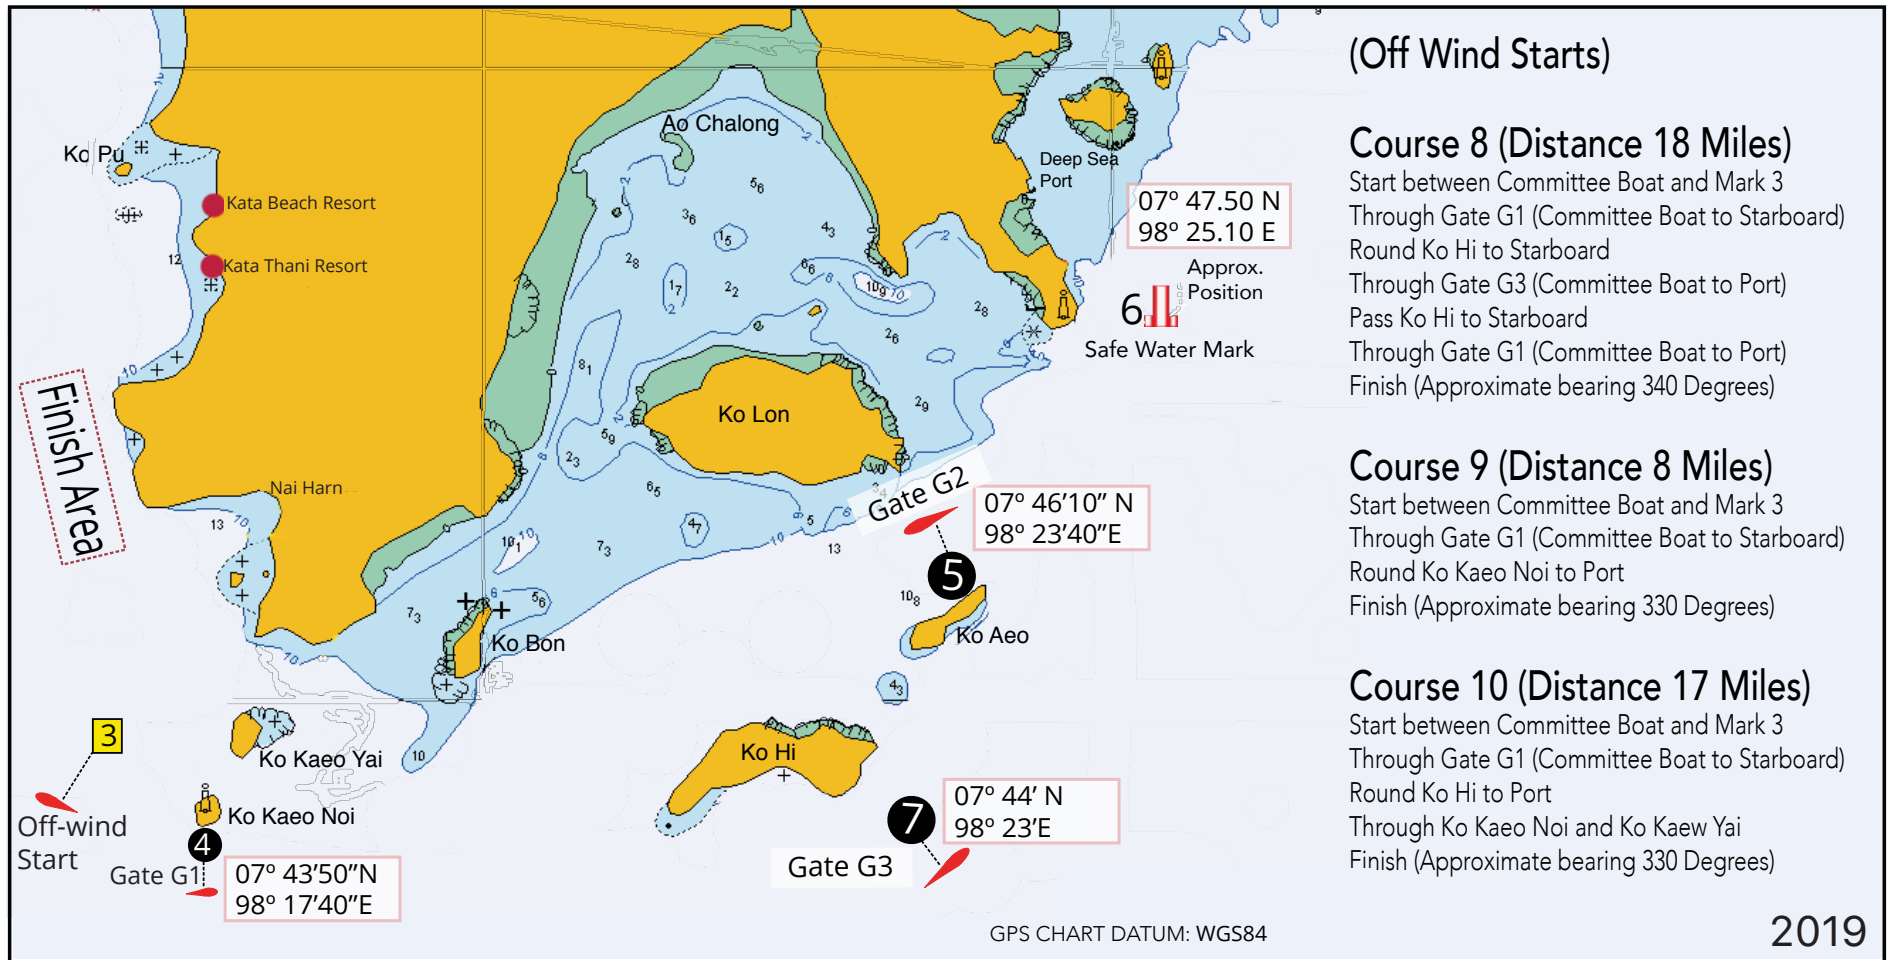 Ao Chalong
Ko Pu
Kata Beach Resort
Kata Thani Resort
Deep Sea
Port
07º 47.50 N
98º 25.10 E
Approx.
Position
6
Safe Water Mark
Ko Lon
Finish Area
Nai Harn
Gate G2
07º 46'10" N
98º 23'40"E
5
Ko Aeo
Ko Bon
3
Off-wind
Start
Ko Kaeo Yai
Ko Kaeo Noi
4
Gate G1
07º 43'50"N
98º 17'40"E
Ko Hi
7
07º 44' N
98º 23'E
Gate G3
GPS CHART DATUM: WGS84
(Off Wind Starts)
Course 8 (Distance 18 Miles)
Start between Committee Boat and Mark 3
Through Gate G1 (Committee Boat to Starboard)
Round Ko Hi to Starboard
Through Gate G3 (Committee Boat to Port)
Pass Ko Hi to Starboard
Through Gate G1 (Committee Boat to Port)
Finish (Approximate bearing 340 Degrees)
Course 9 (Distance 8 Miles)
Start between Committee Boat and Mark 3
Through Gate G1 (Committee Boat to Starboard)
Round Ko Kaeo Noi to Port
Finish (Approximate bearing 330 Degrees)
Course 10 (Distance 17 Miles)
Start between Committee Boat and Mark 3
Through Gate G1 (Committee Boat to Starboard)
Round Ko Hi to Port
Through Ko Kaeo Noi and Ko Kaew Yai
Finish (Approximate bearing 330 Degrees)
2019